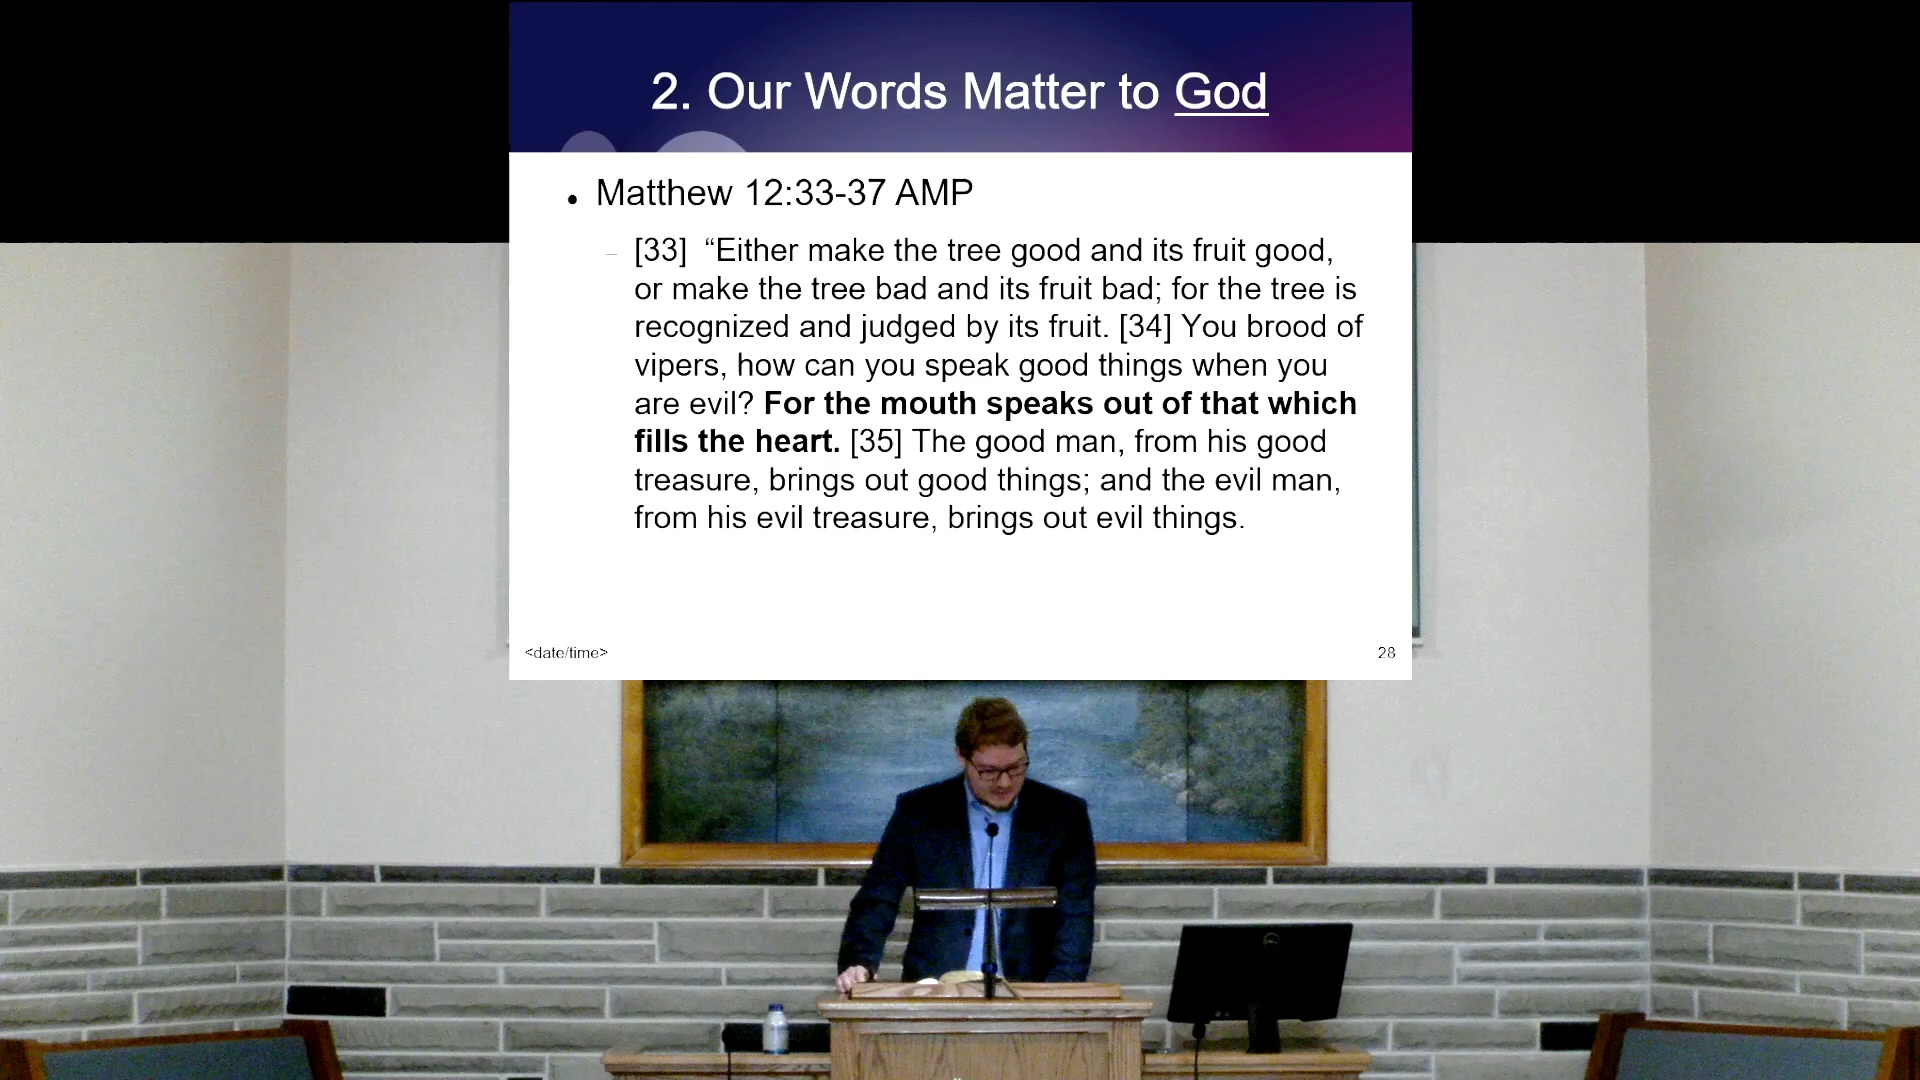 2. Our Words Matter to God
• Matthew 12:33-37 AMP
– [33]  “Either make the tree good and its fruit good,
or make the tree bad and its fruit bad; for the tree is
recognized and judged by its fruit. [34] You brood of
vipers, how can you speak good things when you
are evil? For the mouth speaks out of that which
fills the heart. [35] The good man, from his good
treasure, brings out good things; and the evil man,
from his evil treasure, brings out evil things.
<date/time>
28